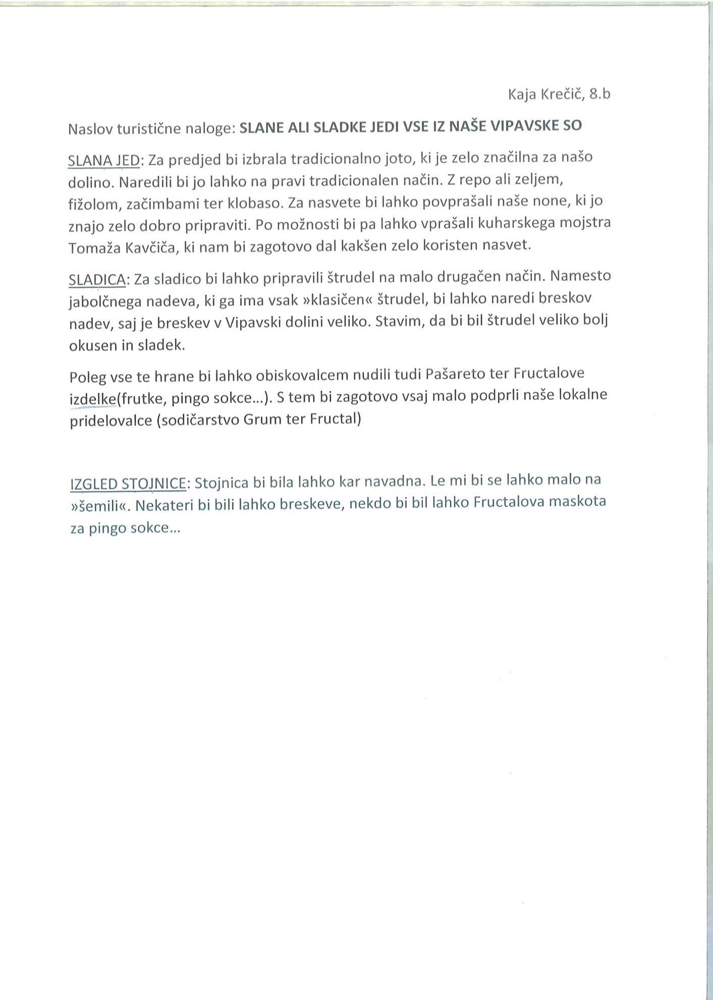 Kaja Krečič, 8.b
Naslov turistične naloge: SLANE ALI SLADKE JEDI VSE IZ NAŠE VIPAVSKE SO
SLANA JED: Za predjed bi izbrala tradicionalno joto, ki je zelo značilna za našo
dolino. Naredili bi jo lahko na pravi tradicionalen način. Z repo ali zeljem,
fižolom, začimbami ter klobaso. Za nasvete bi lahko povprašali naše none, ki jo
znajo zelo dobro pripraviti. Po možnosti bi pa lahko vprašali kuharskega mojstra
Tomaža Kavčiča, ki nam bi zagotovo dal kakšen zelo koristen nasvet.
SLADICA: Za sladico bi lahko pripravili štrudel na malo drugačen način. Namesto
jabolčnega nadeva, ki ga ima vsak »klasičen« štrudel, bi lahko naredi breskov
nadev, saj je breskev v Vipavski dolini veliko. Stavim, da bi bil štrudel veliko bolj
okusen in sladek.
Poleg vse te hrane bi lahko obiskovalcem nudili tudi Pašareto ter Fructalove
izdelke(frutke, pingo sokce...). S tem bi zagotovo vsaj malo podprli naše lokalne
pridelovalce (sodičarstvo Grum ter Fructal)
IZGLED STOJNICE: Stojnica bi bila lahko kar navadna. Le mi bi se lahko malo na
»šemili«. Nekateri bi bili lahko breskeve, nekdo bi bil lahko Fructalova maskota
za pingo sokce...